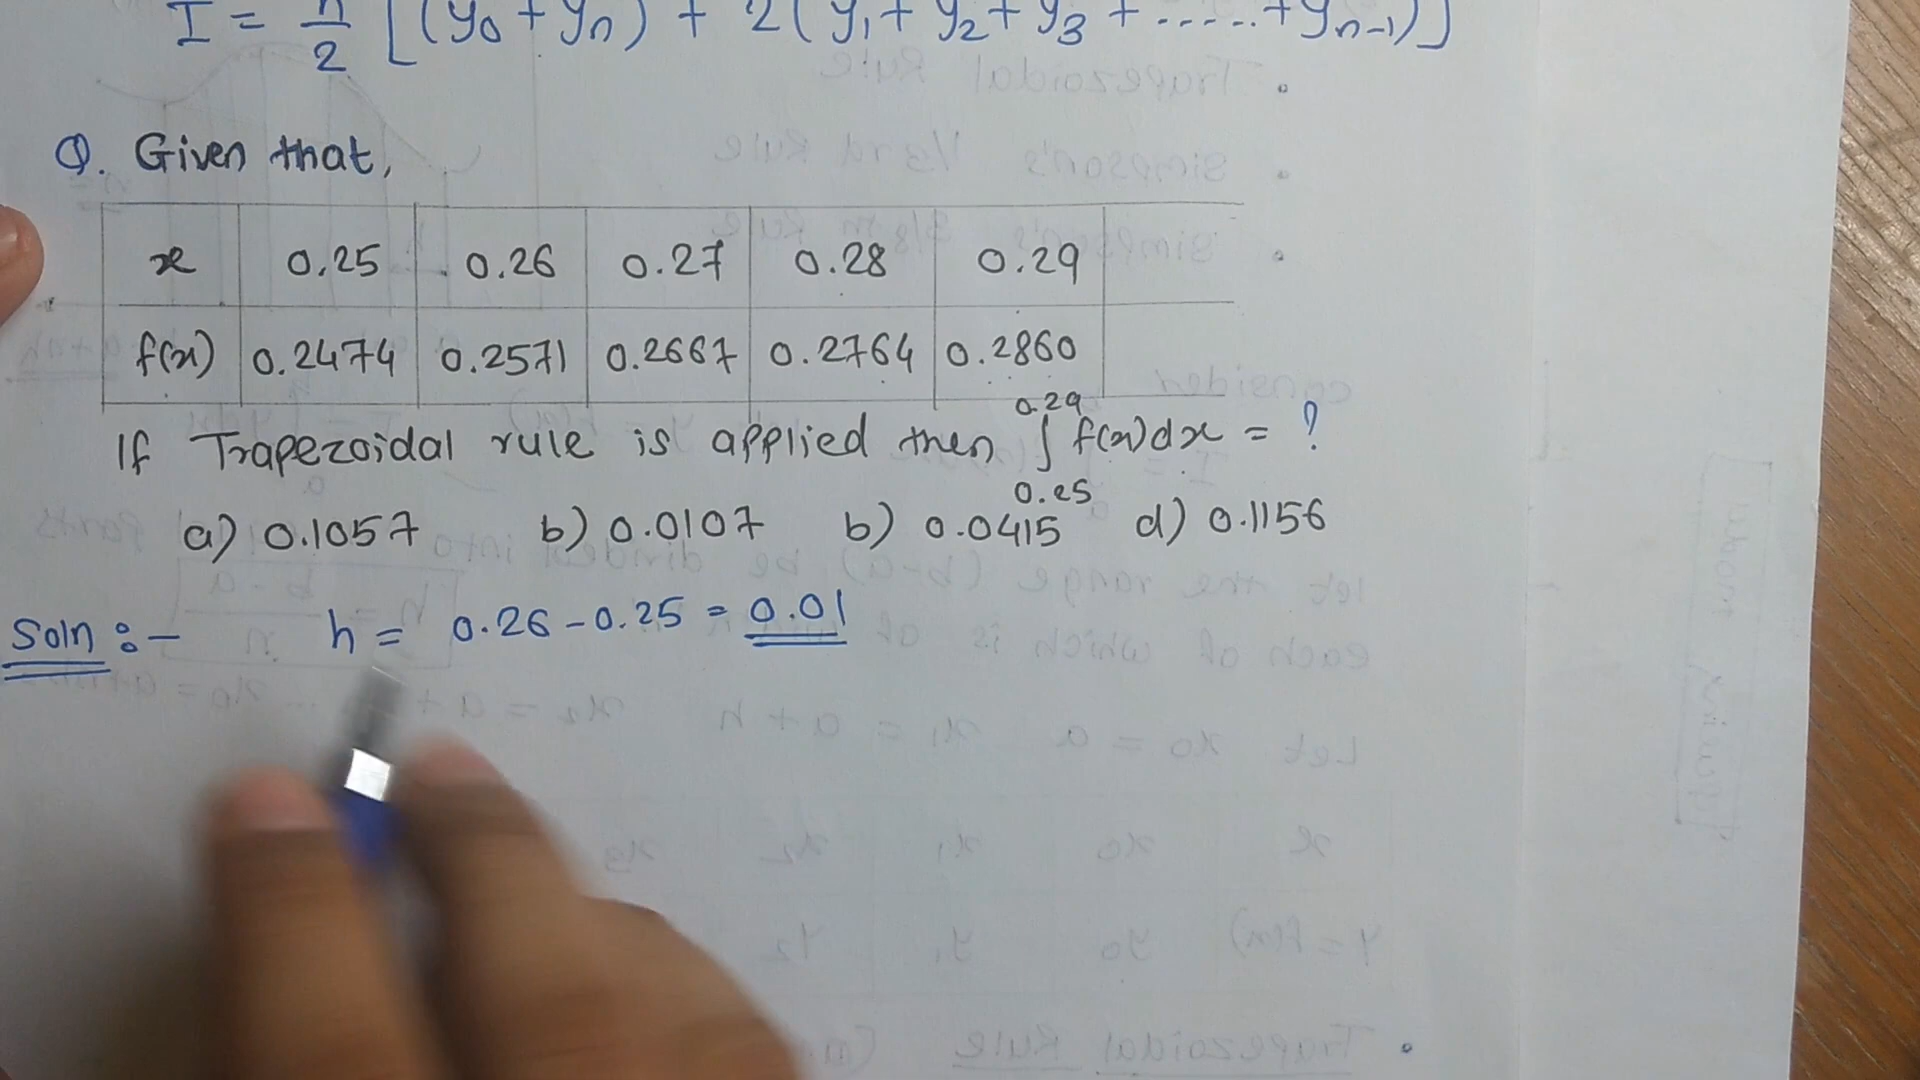 I = h/2 [(y0 + yn) + 2(y1 + y2 + y3 + ..... + yn-1)]
Q. Given that,
x 0.25 0.26 0.27 0.28 0.29
f(x) 0.2474 0.2571 0.2667 0.2764 0.2860
If Trapezoidal rule is applied then ∫ 0.25 0.29 f(x)dx = ?
a) 0.1057 b) 0.0107 b) 0.0415 d) 0.1156
Soln :- h = 0.26 - 0.25 = 0.01